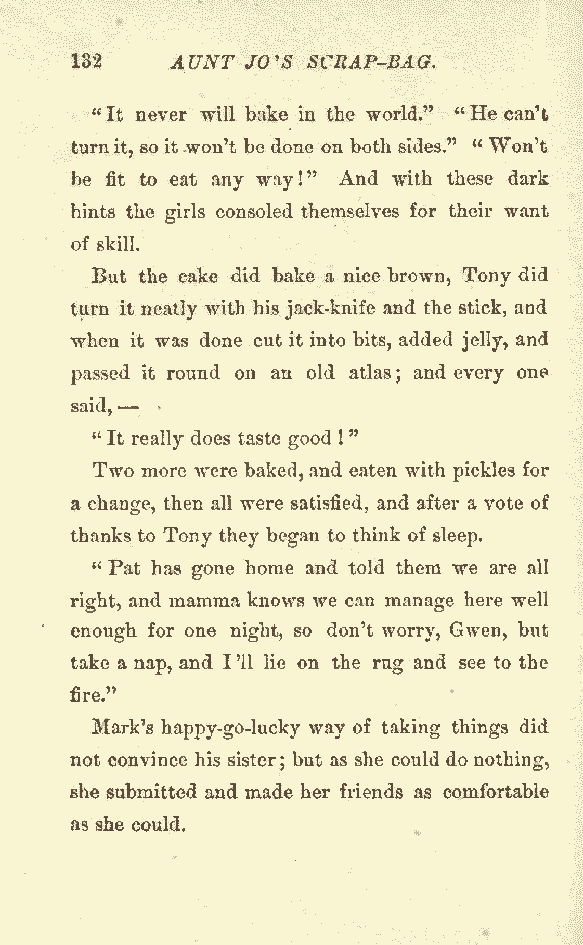 132 AUNT JO'S SCRAP-BAG.
"It never will bake in the world." "He can't
turn it, so it won't be done on both sides." "Won't
be fit to eat any way!" And with these dark
hints the girls consoled themselves for their want
of skill.
But the cake did bake a nice brown, Tony did
turn it neatly with his jack-knife and the stick, and
when it was done cut it into bits, added jelly, and
passed it round on an old atlas; and every one
said,—
"It really does taste good!"
Two more were baked, and eaten with pickles for
a change, then all were satisfied, and after a vote of
thanks to Tony they began to think of sleep.
"Pat has gone home and told them we are all
right, and mamma knows we can manage here well
enough for one night, so don't worry, Gwen, but
take a nap, and I'll lie on the rug and see to the
fire."
Mark's happy-go-lucky way of taking things did
not convince his sister; but as she could do nothing,
she submitted and made her friends as comfortable
as she could.